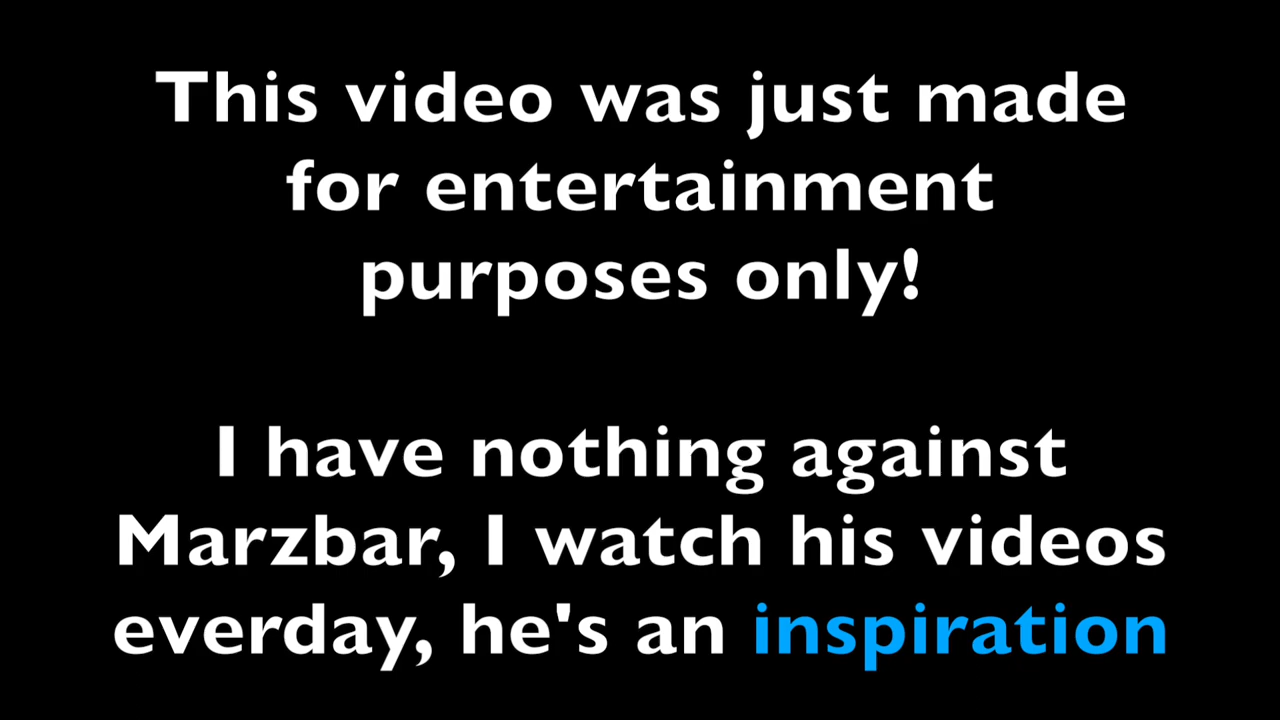 This video was just made
for entertainment
purposes only!
I have nothing against
Marzbar, I watch his videos
everday, he's an inspiration